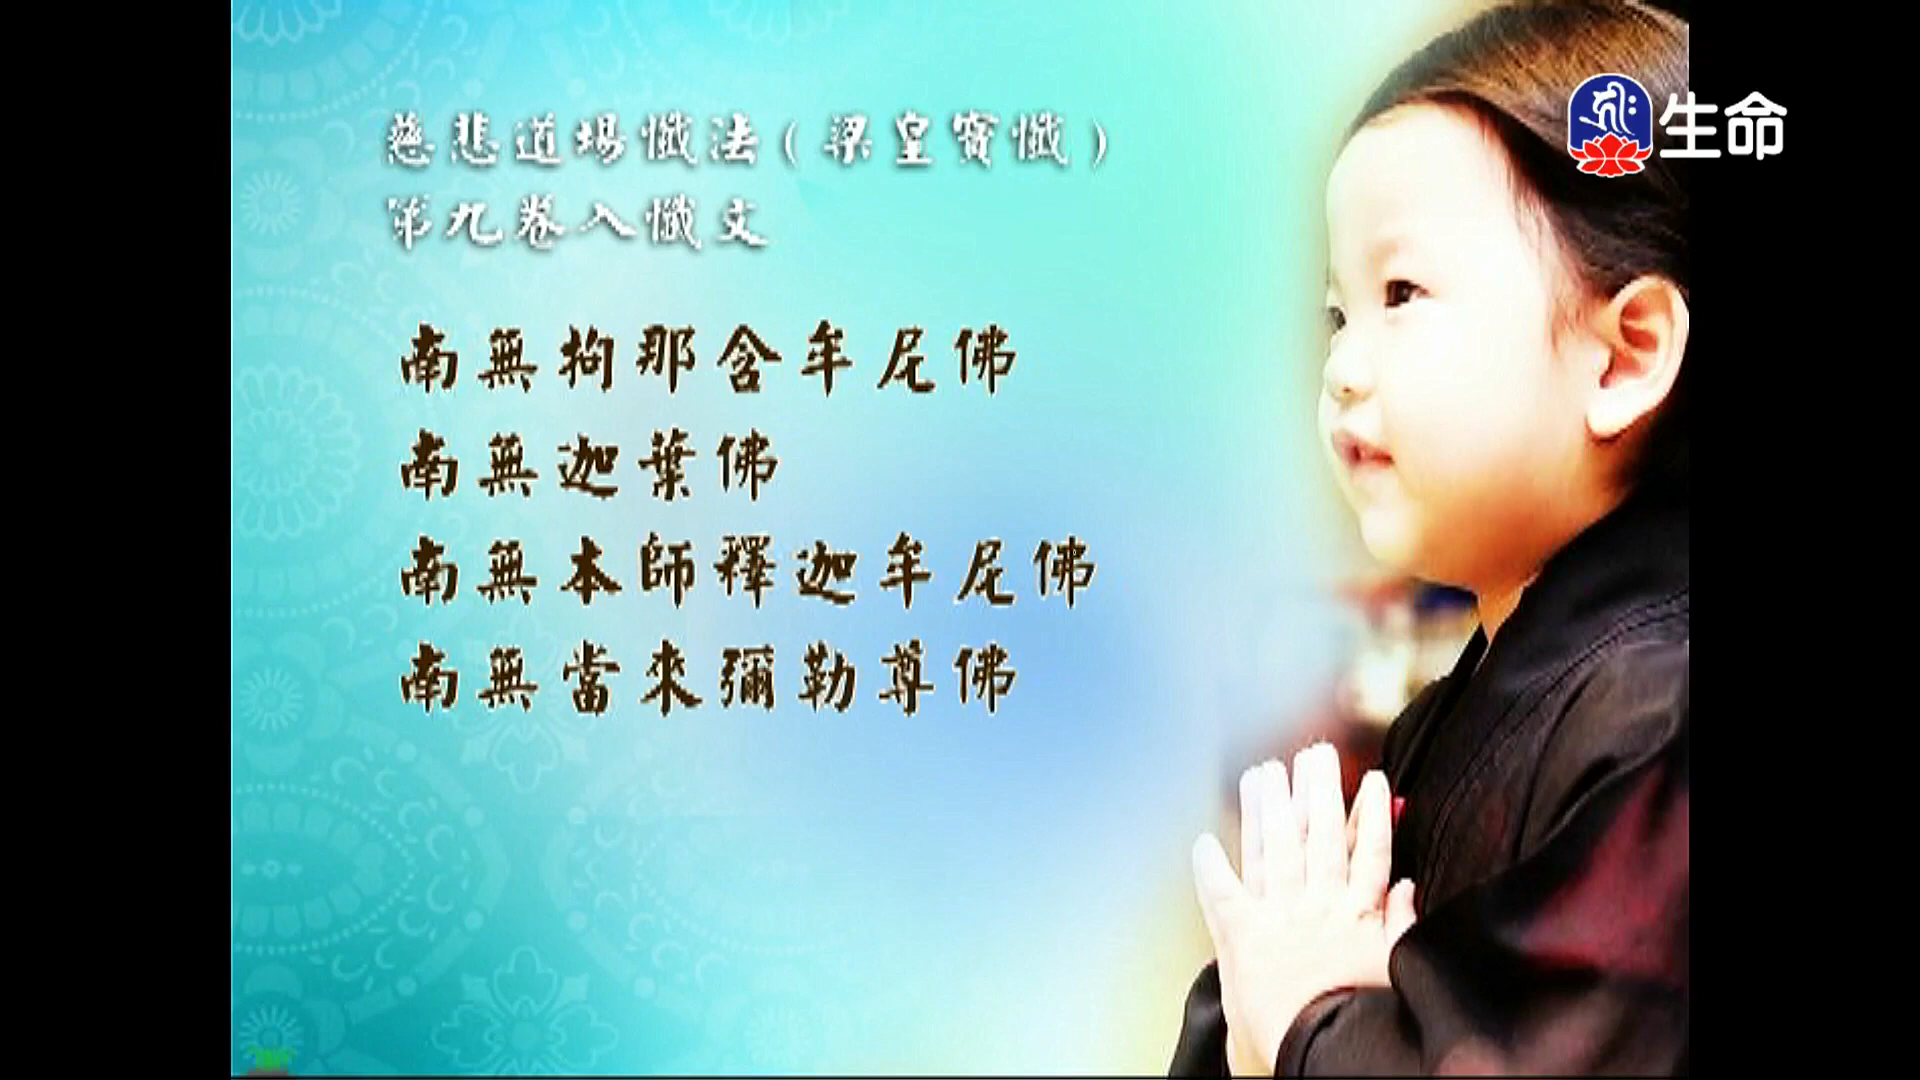 慈悲道場懺法(梁皇寶懺)
第九卷入懺文
南無拘那含牟尼佛
南無迦葉佛
南無本師釋迦牟尼佛
南無當來彌勒尊佛
生命